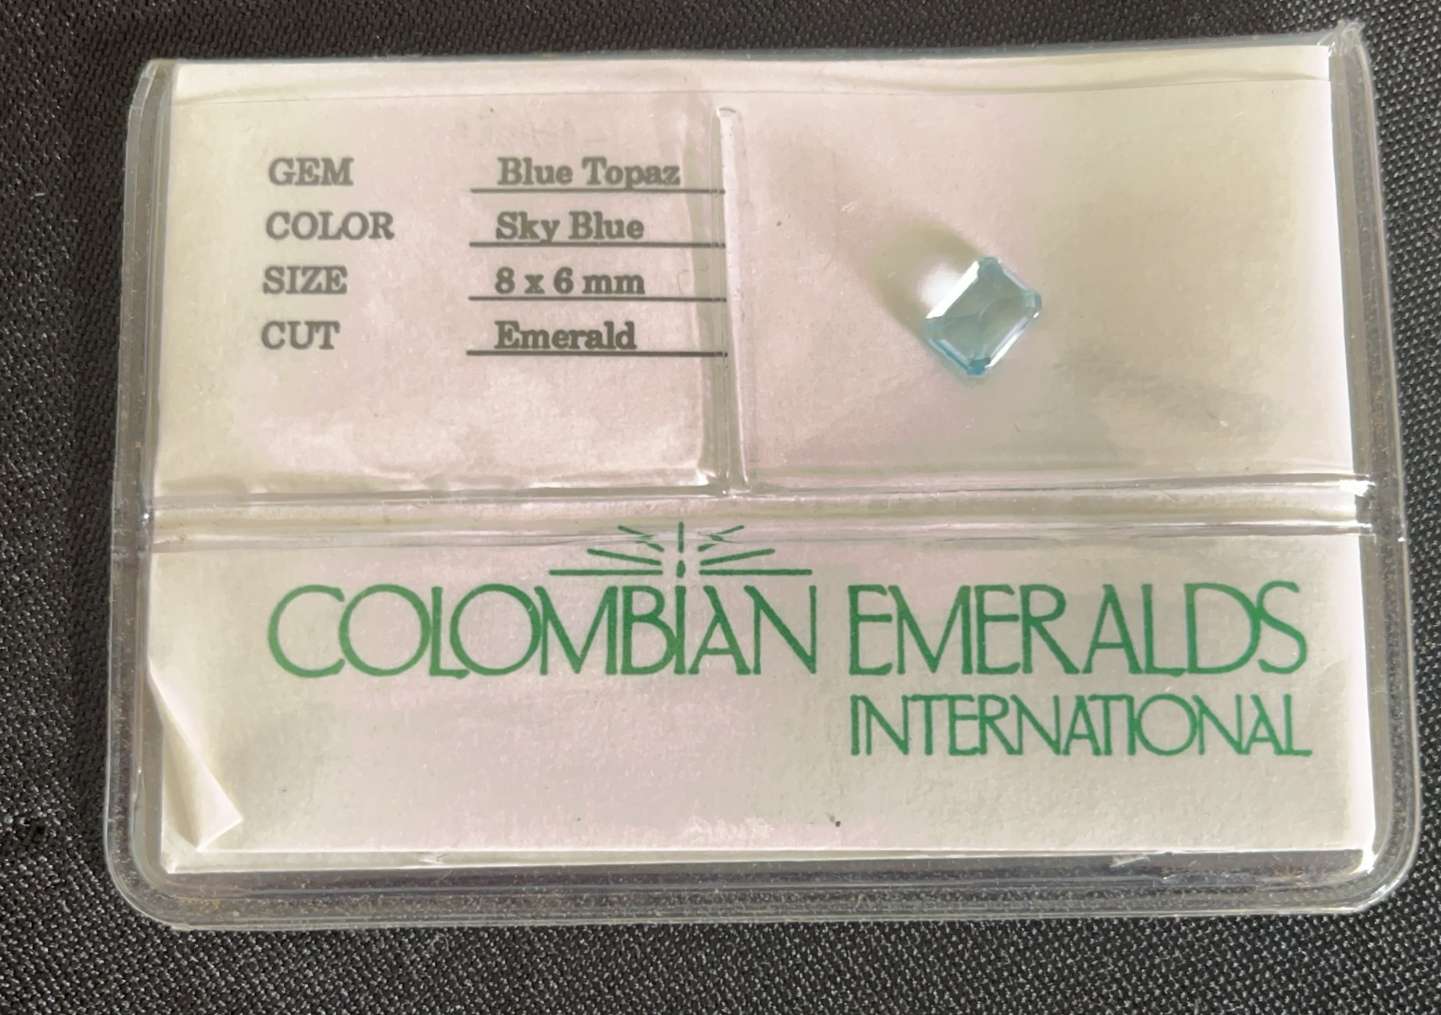 GEM Blue Topaz
COLOR Sky Blue
SIZE 8 x 6 mm
CUT Emerald
COLOMBIAN EMERALDS
INTERNATIONAL